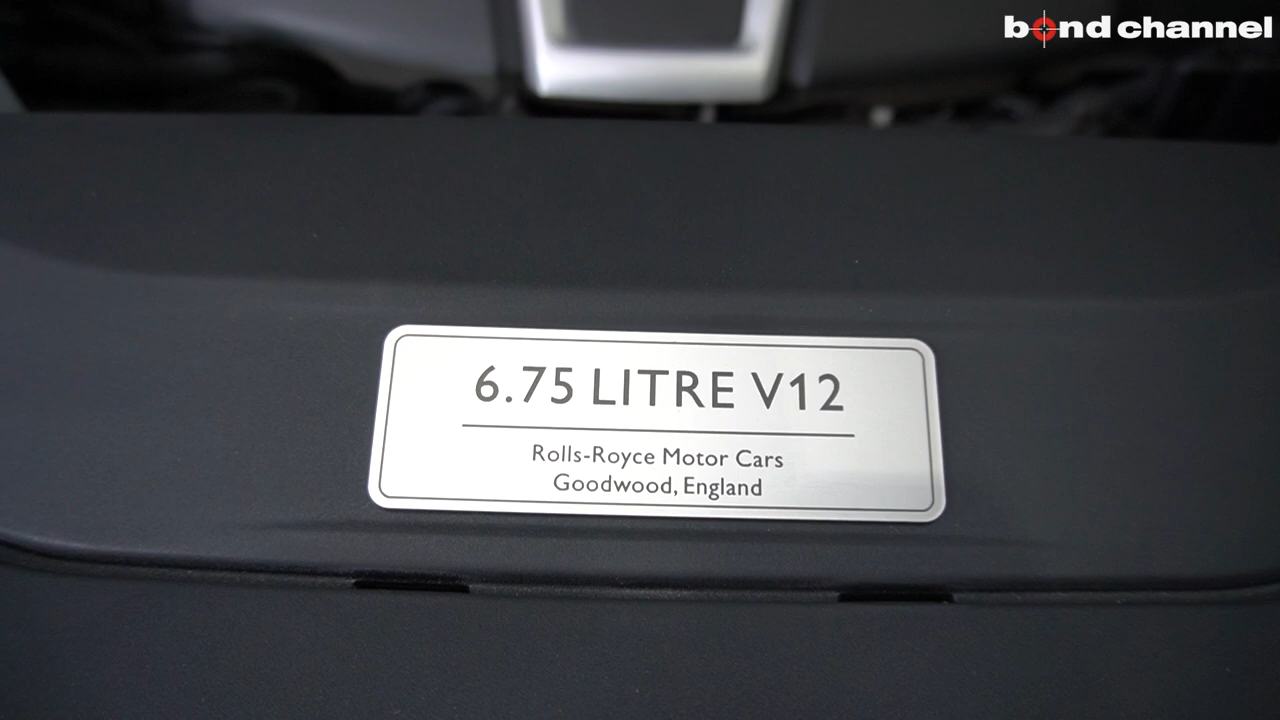 bond channel
6.75 LITRE V12
Rolls-Royce Motor Cars
Goodwood, England